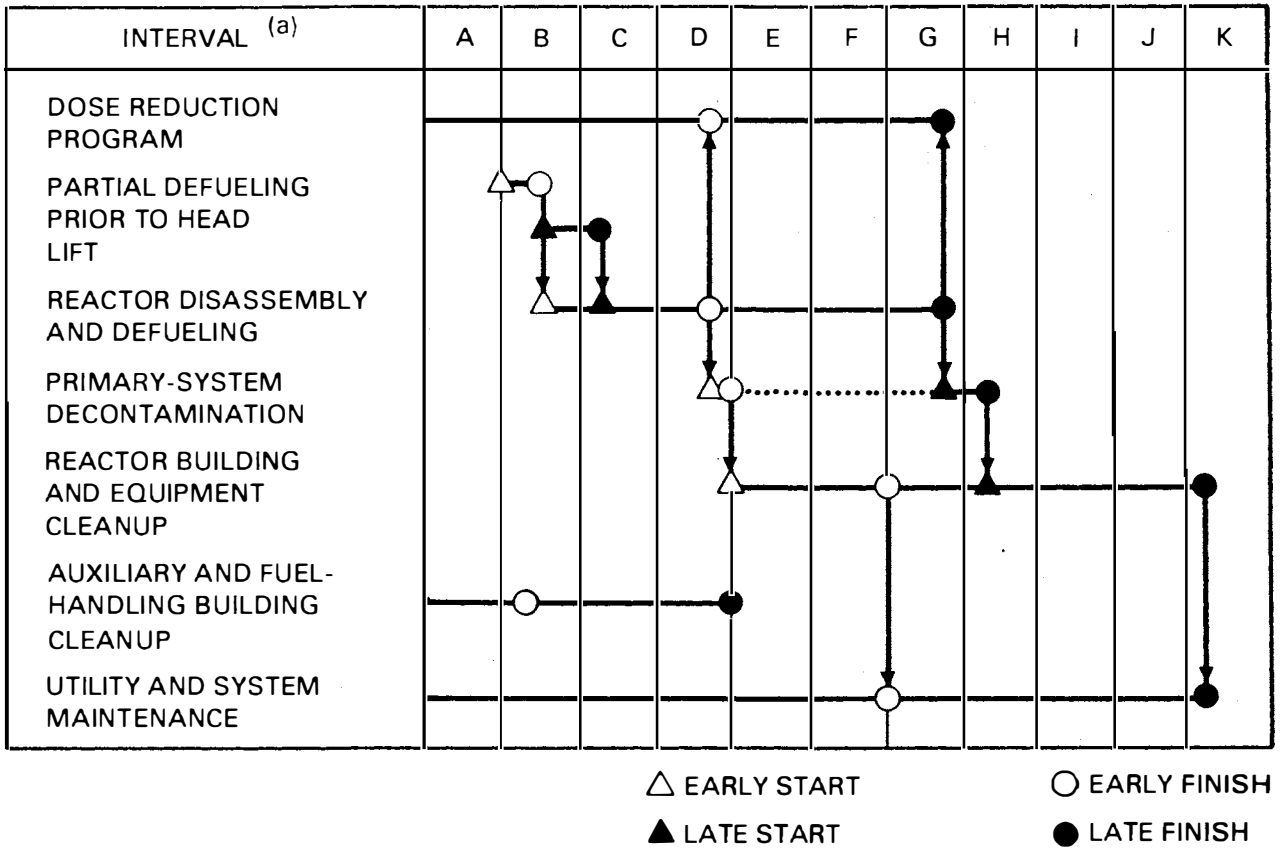 INTERVAL (a) A B C D E F G H I J K
DOSE REDUCTION
PROGRAM
PARTIAL DEFUELING
PRIOR TO HEAD
LIFT
REACTOR DISASSEMBLY
AND DEFUELING
PRIMARY-SYSTEM
DECONTAMINATION
REACTOR BUILDING
AND EQUIPMENT
CLEANUP
AUXILIARY AND FUEL-
HANDLING BUILDING
CLEANUP
UTILITY AND SYSTEM
MAINTENANCE
EARLY START EARLY FINISH
LATE START LATE FINISH